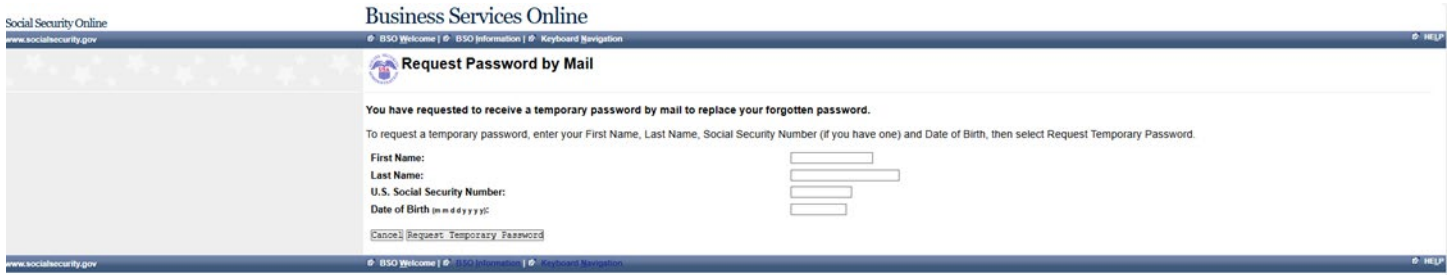 Social Security Online
Business Services Online
www.socialsecurity.gov
BSO Welcome | BSO Information | Keyboard Navigation
HELP
Request Password by Mail
You have requested to receive a temporary password by mail to replace your forgotten password.
To request a temporary password, enter your First Name, Last Name, Social Security Number (if you have one) and Date of Birth, then select Request Temporary Password.
First Name:
Last Name:
U.S. Social Security Number:
Date of Birth (m m d d y y y y):
Cancel Request Temporary Password
www.socialsecurity.gov
BSO Welcome | BSO Information | Keyboard Navigation
HELP